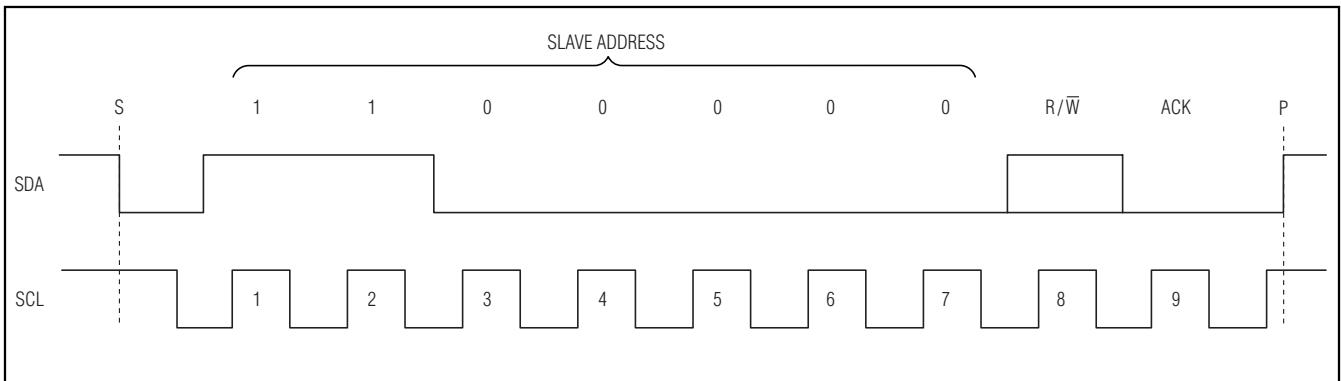 SLAVE ADDRESS
S 1 1 0 0 0 0 0 R/W̅ ACK P
SDA
SCL 1 2 3 4 5 6 7 8 9